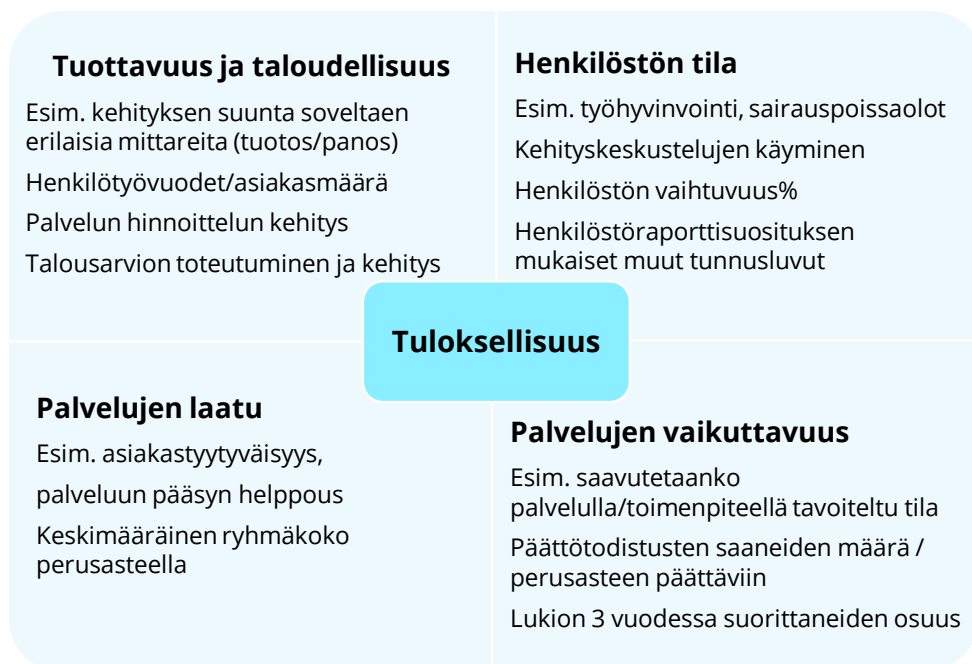 Tuottavuus ja taloudellisuus
Esim. kehityksen suunta soveltaen
erilaisia mittareita (tuotos/panos)
Henkilötyövuodet/asiakasmäärä
Palvelun hinnoittelun kehitys
Talousarvion toteutuminen ja kehitys
Henkilöstön tila
Esim. työhyvinvointi, sairauspoissaolot
Kehityskeskustelujen käyminen
Henkilöstön vaihtuvuus%
Henkilöstöraporttisuosituksen
mukaiset muut tunnusluvut
Tuloksellisuus
Palvelujen laatu
Esim. asiakastyytyväisyys,
palveluun pääsyn helppous
Keskimääräinen ryhmäkoko
perusasteella
Palvelujen vaikuttavuus
Esim. saavutetaanko
palvelulla/toimenpiteellä tavoiteltu tila
Päättötodistusten saaneiden määrä /
perusasteen päättäviin
Lukion 3 vuodessa suorittaneiden osuus